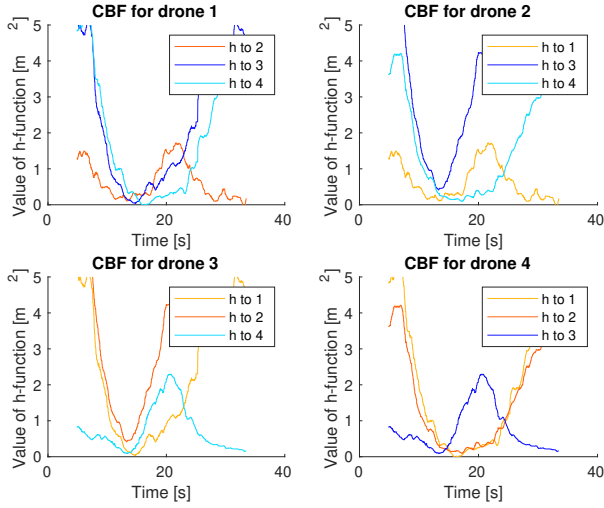 CBF for drone 1
Value of h-function [m 2]
5
4
3
2
1
0
0
20
40
Time [s]
h to 2
h to 3
h to 4
CBF for drone 2
Value of h-function [m 2]
5
4
3
2
1
0
0
20
40
Time [s]
h to 1
h to 3
h to 4
CBF for drone 3
Value of h-function [m 2]
5
4
3
2
1
0
0
20
40
Time [s]
h to 1
h to 2
h to 4
CBF for drone 4
Value of h-function [m 2]
5
4
3
2
1
0
0
20
40
Time [s]
h to 1
h to 2
h to 3